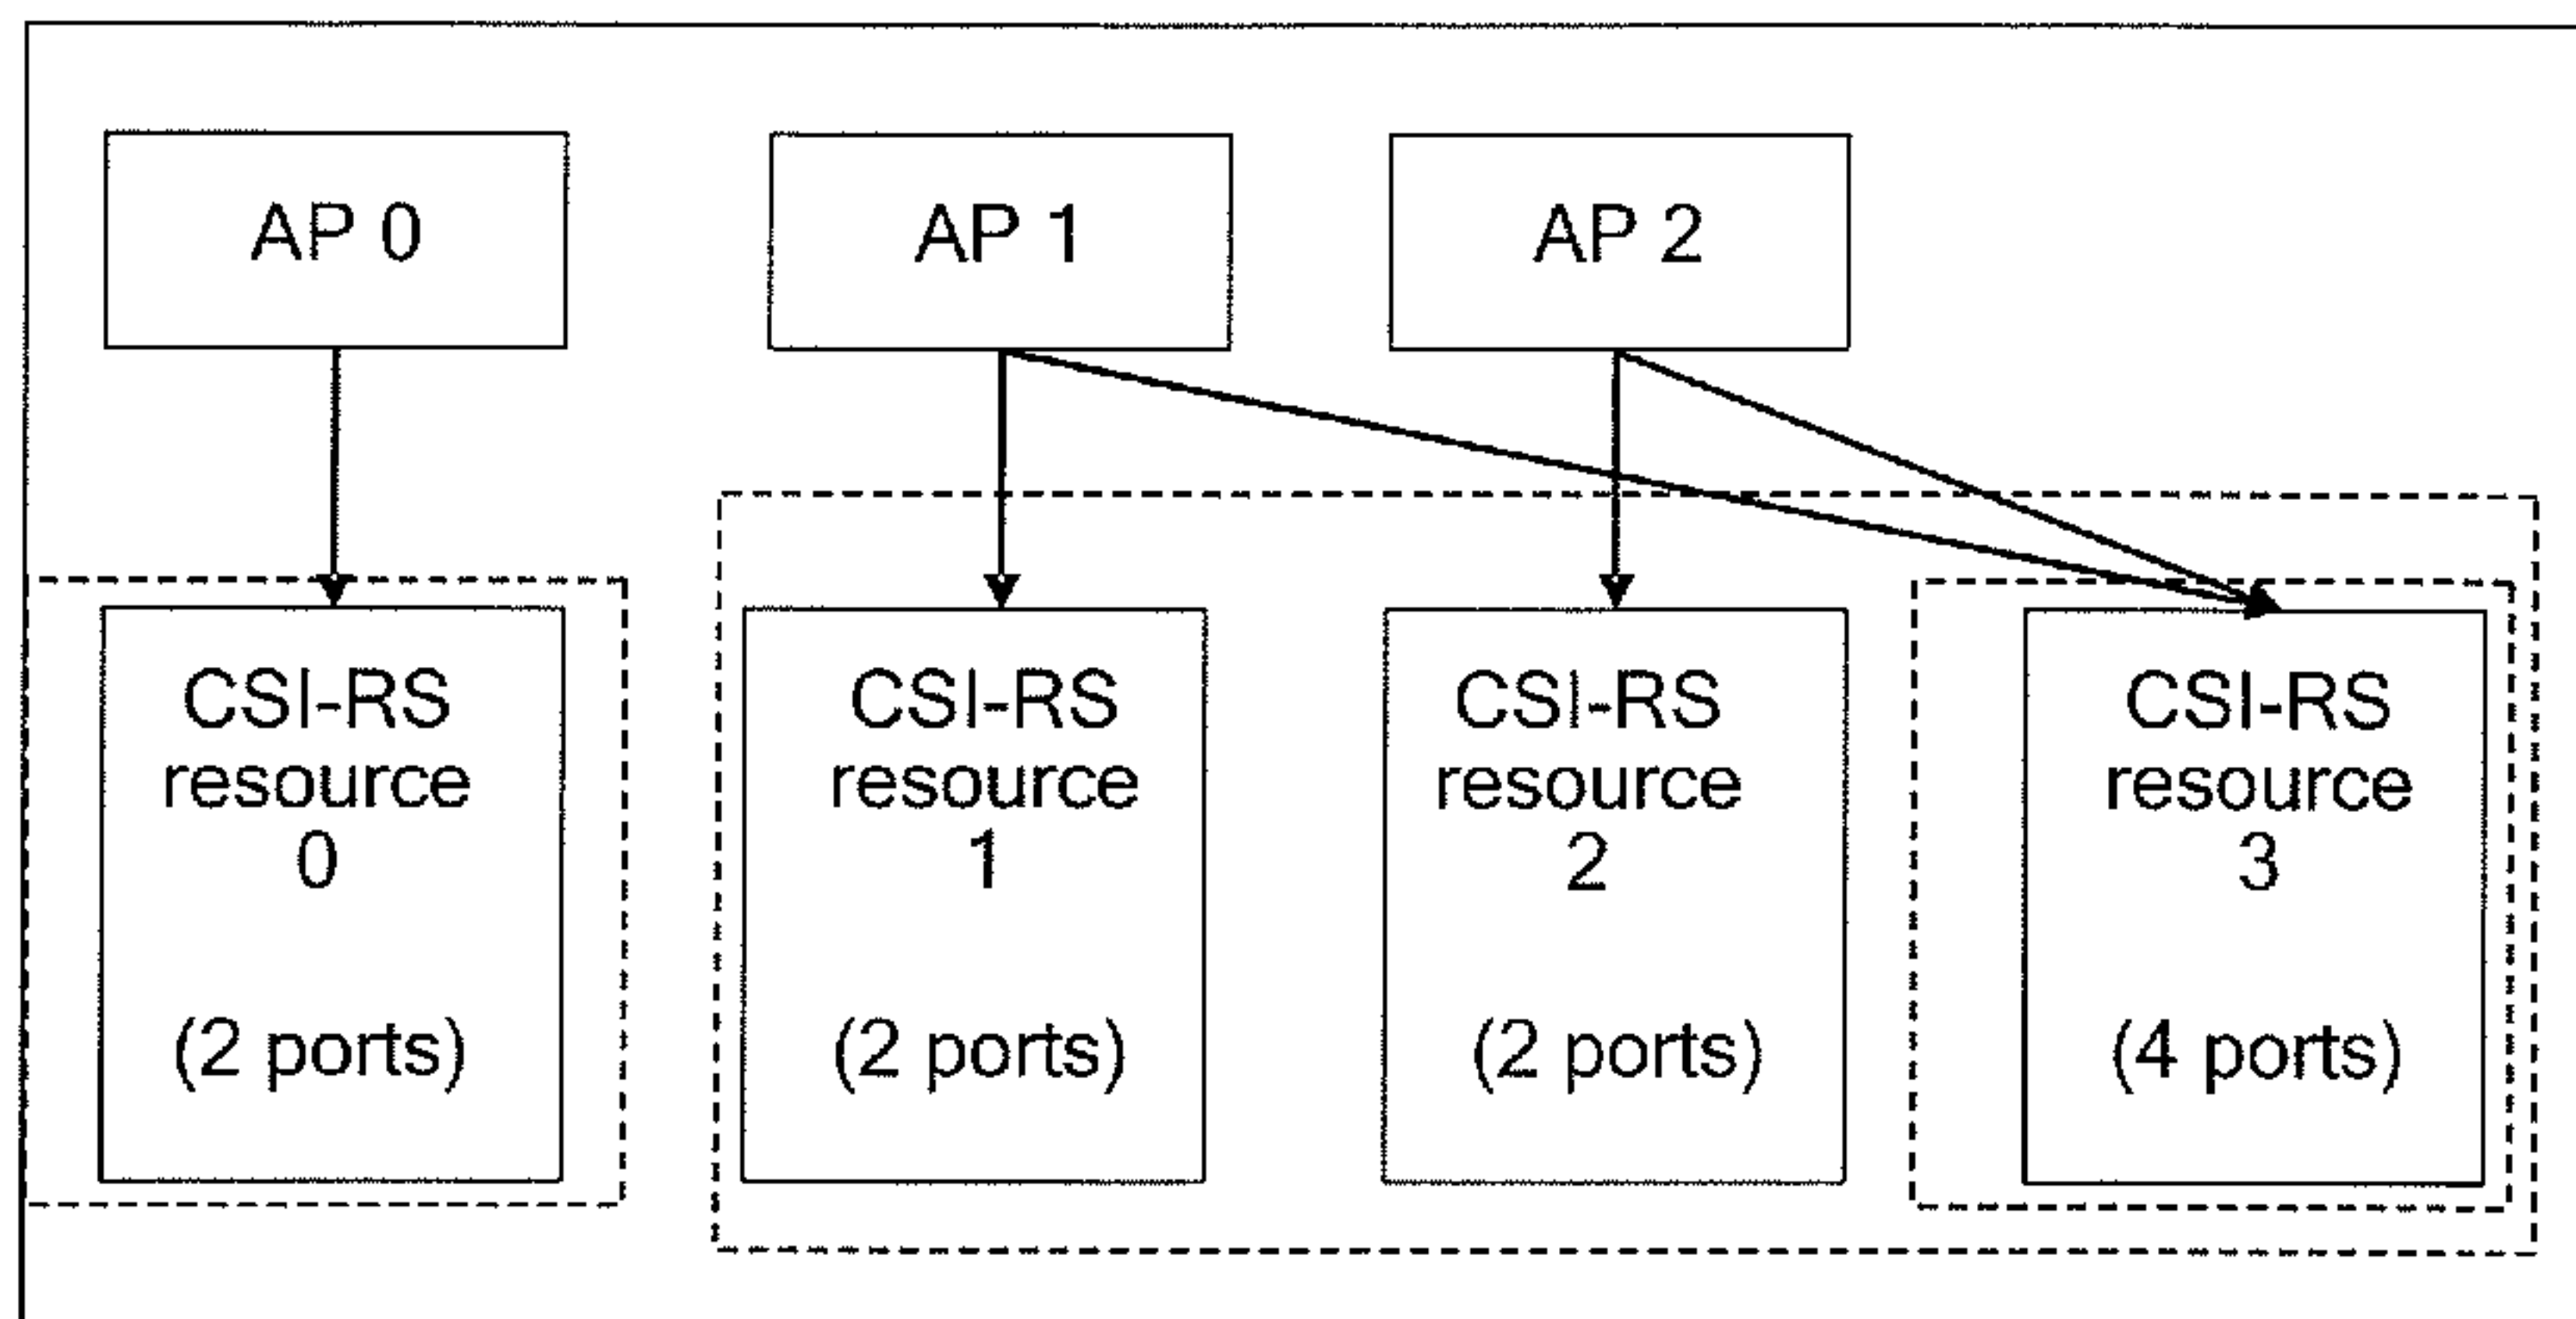 AP 0
AP 1
AP 2
CSI-RS
resource
0
(2 ports)
CSI-RS
resource
1
(2 ports)
CSI-RS
resource
2
(2 ports)
CSI-RS
resource
3
(4 ports)